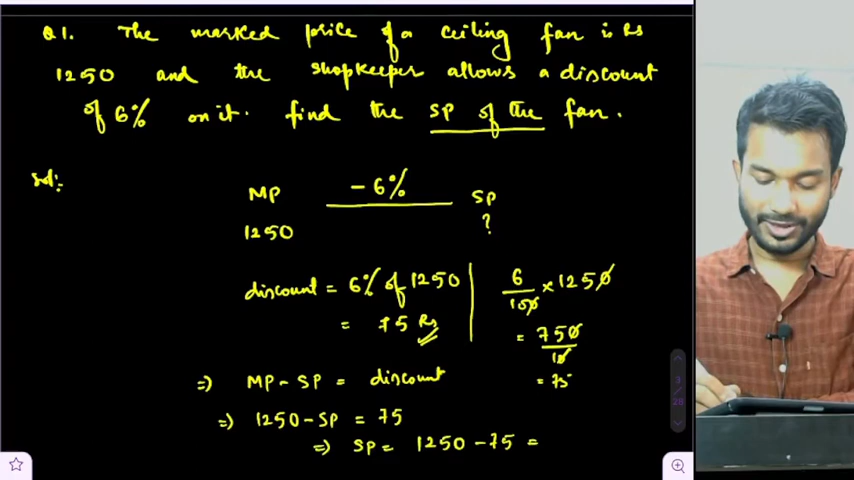 Q1. The marked price of a ceiling fan is Rs
1250 and the shopkeeper allows a discount
of 6% on it. find the SP of the fan.
Sol:-
MP -6% SP
1250 ?
discount = 6% of 1250
= 75 Rs
6/100 × 1250
= 750/10
= 75
=> MP - SP = discount
=> 1250 - SP = 75
=> SP = 1250 - 75 =
3
/
28